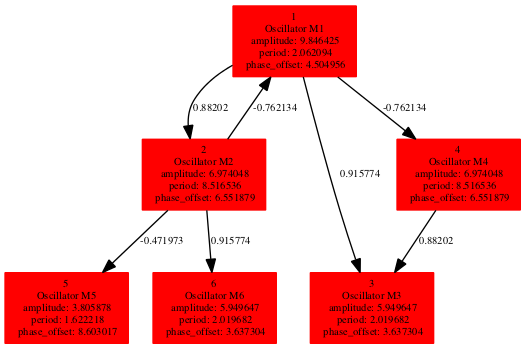 1
Oscillator M1
amplitude: 9.846425
period: 2.062094
phase_offset: 4.504956
0.88202
-0.762134
-0.762134
2
Oscillator M2
amplitude: 6.974048
period: 8.516536
phase_offset: 6.551879
0.915774
4
Oscillator M4
amplitude: 6.974048
period: 8.516536
phase_offset: 6.551879
-0.471973
0.915774
0.88202
5
Oscillator M5
amplitude: 3.805878
period: 1.622218
phase_offset: 8.603017
6
Oscillator M6
amplitude: 5.949647
period: 2.019682
phase_offset: 3.637304
3
Oscillator M3
amplitude: 5.949647
period: 2.019682
phase_offset: 3.637304